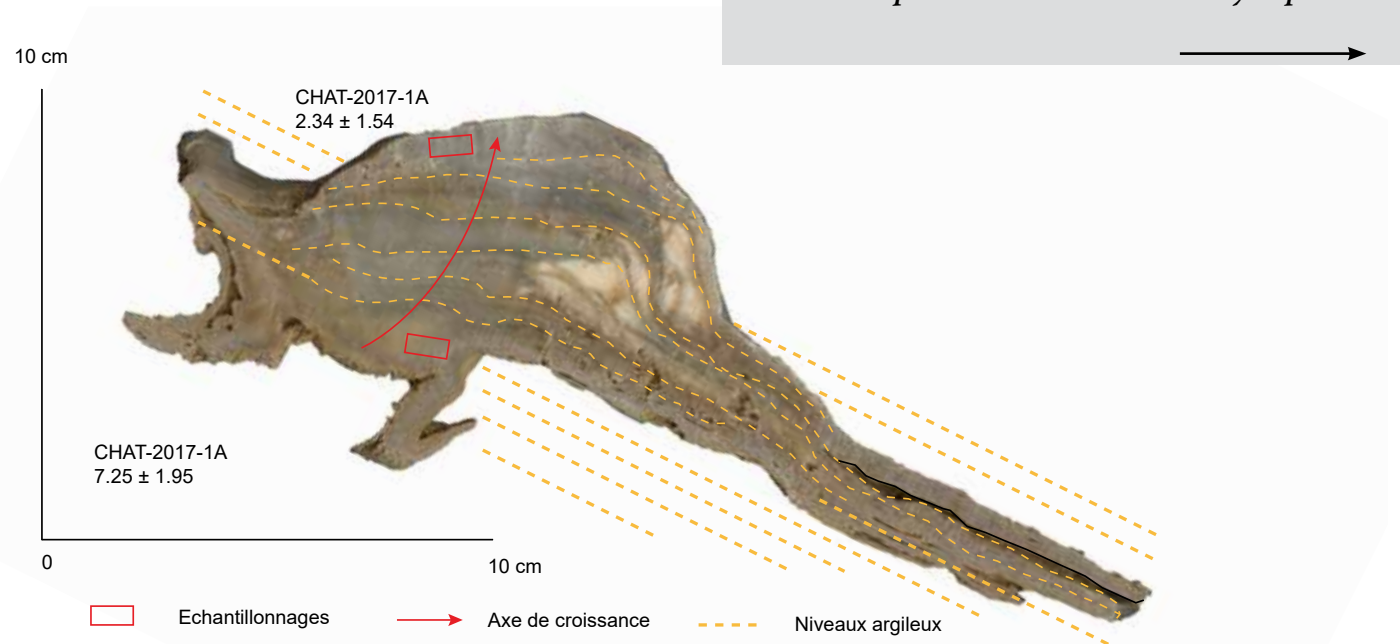 10 cm
CHAT-2017-1A
2.34 ± 1.54
CHAT-2017-1A
7.25 ± 1.95
0
10 cm
Echantillonnages
Axe de croissance
Niveaux argileux